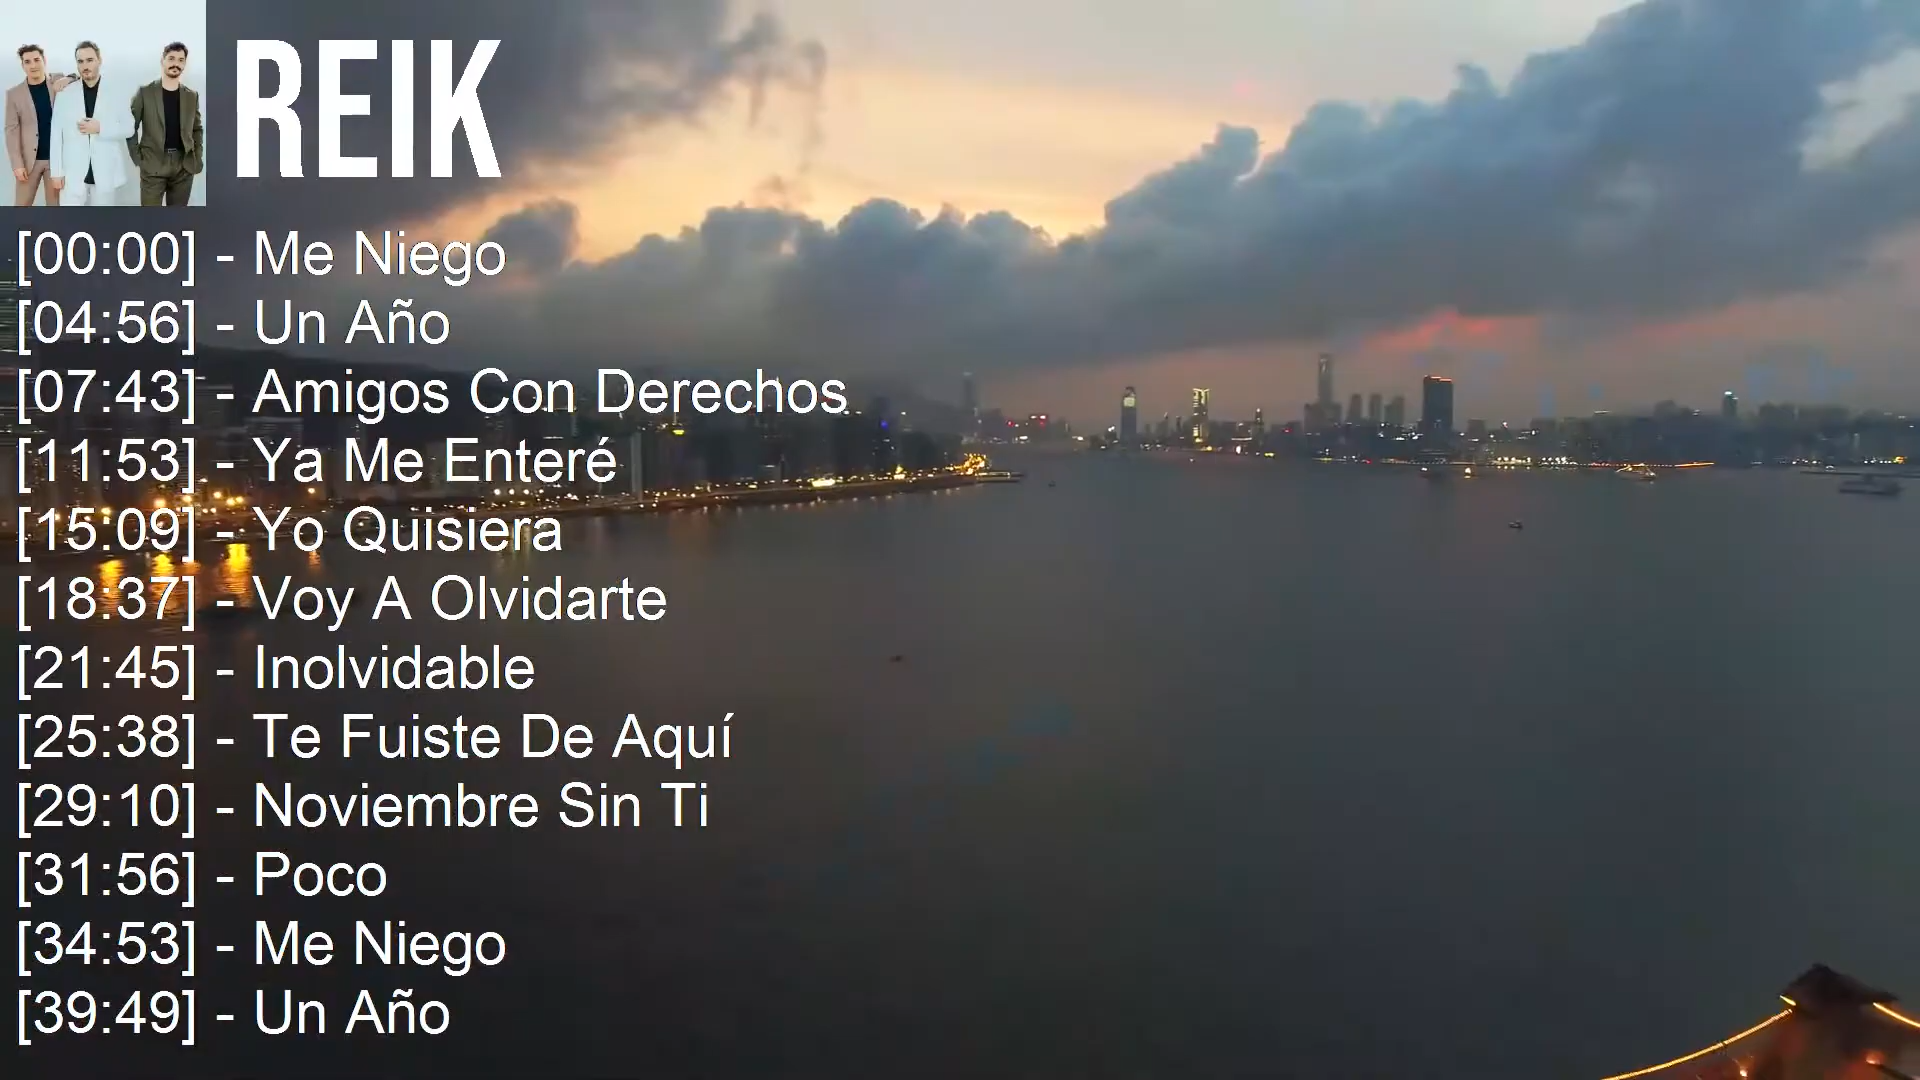 REIK
[00:00] - Me Niego
[04:56] - Un Año
[07:43] - Amigos Con Derechos
[11:53] - Ya Me Enteré
[15:09] - Yo Quisiera
[18:37] - Voy A Olvidarte
[21:45] - Inolvidable
[25:38] - Te Fuiste De Aquí
[29:10] - Noviembre Sin Ti
[31:56] - Poco
[34:53] - Me Niego
[39:49] - Un Año